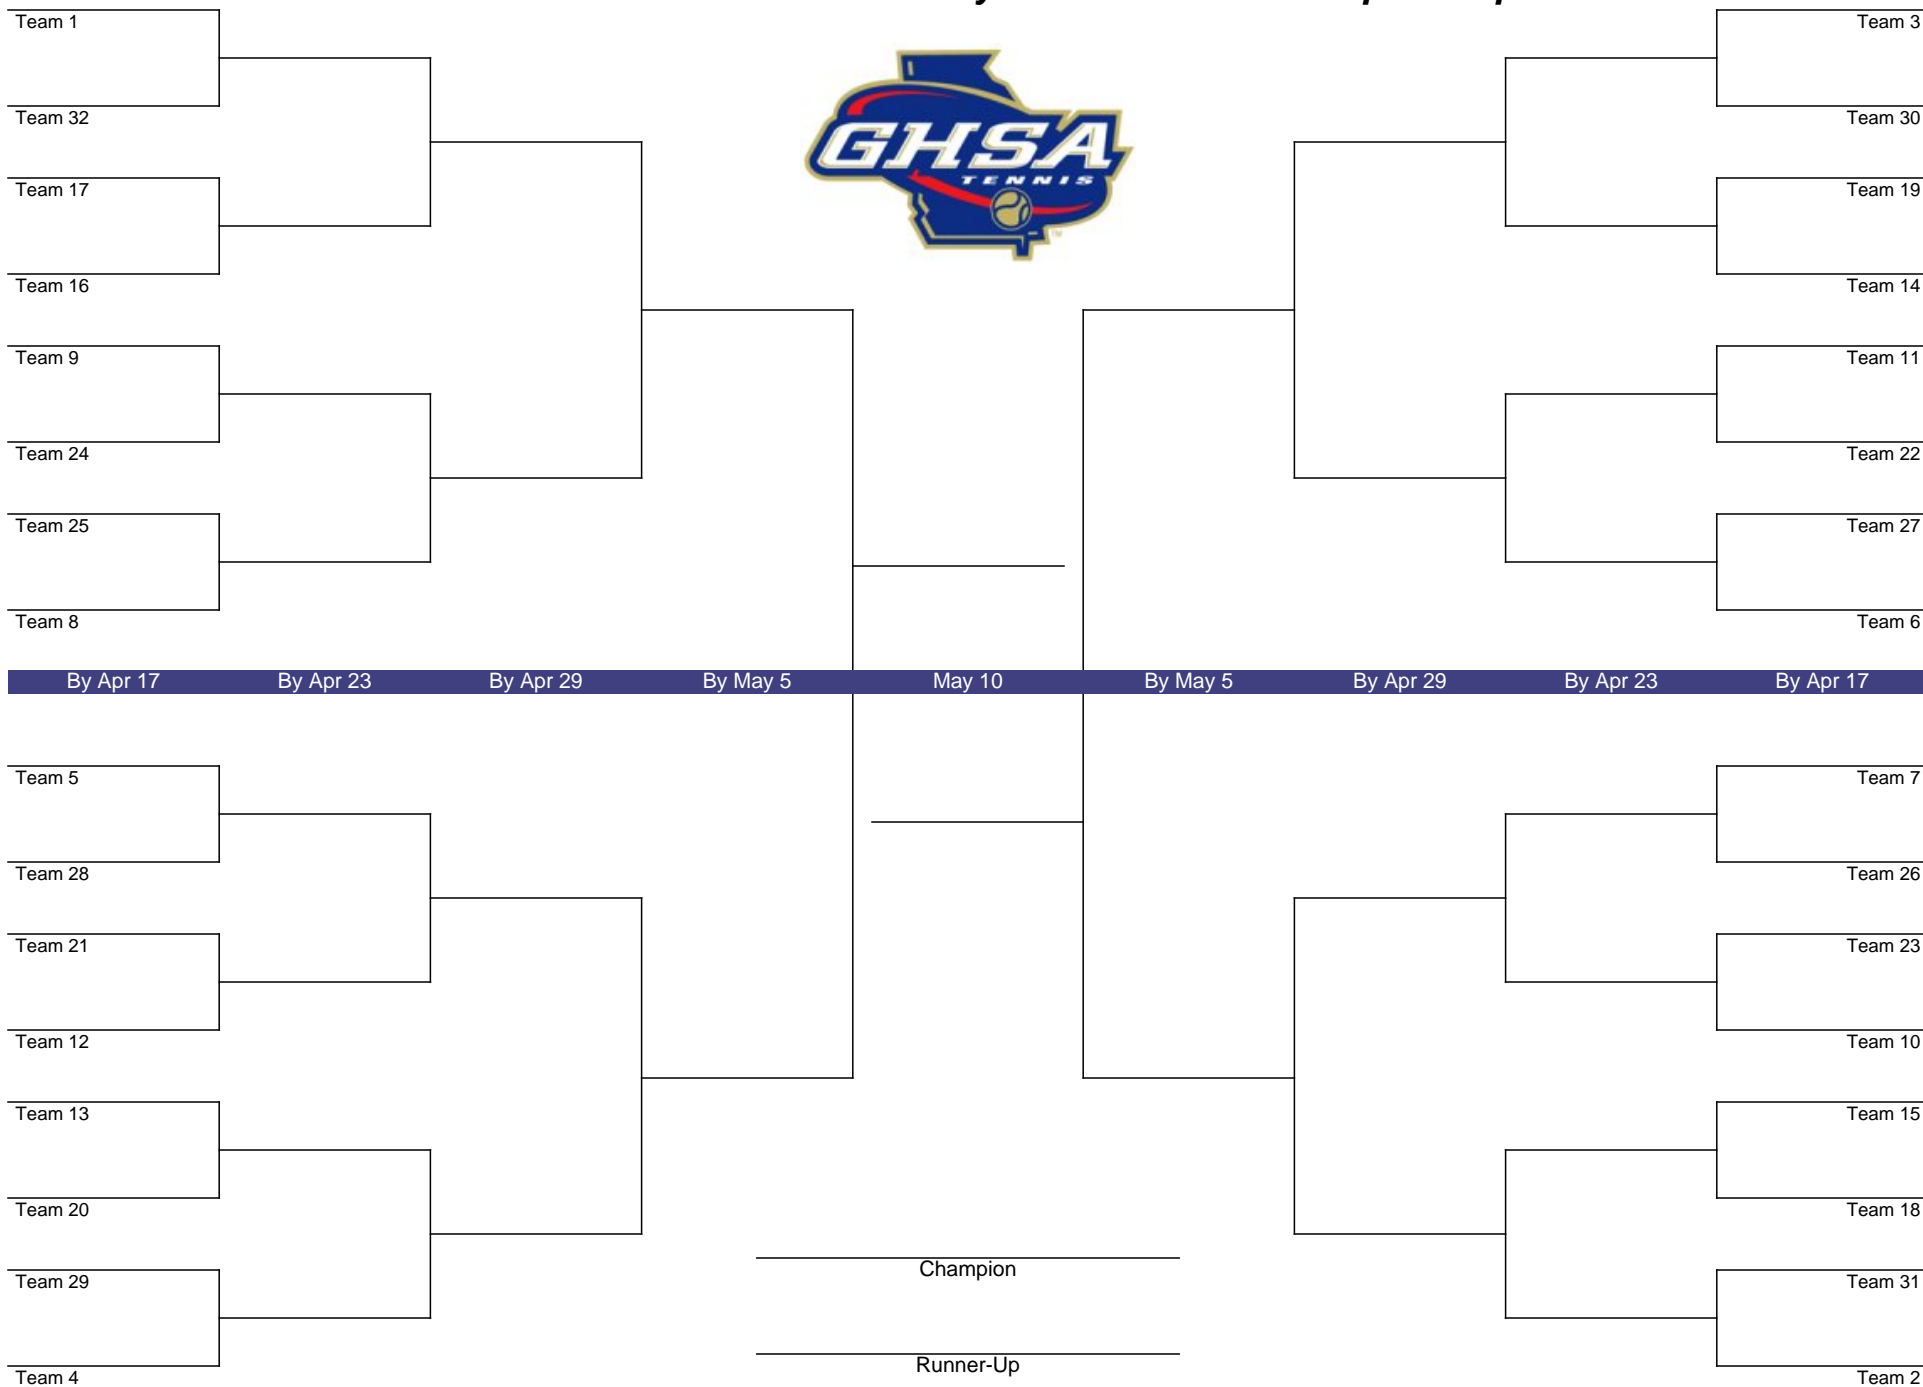 Team 1
Team 3
Team 32
Team 30
Team 17
Team 19
Team 16
Team 14
Team 9
Team 11
Team 24
Team 22
Team 25
Team 27
Team 8
Team 6
GHSA
TENNIS
TM
By Apr 17 By Apr 23 By Apr 29 By May 5 May 10 By May 5 By Apr 29 By Apr 23 By Apr 17
Team 5
Team 7
Team 28
Team 26
Team 21
Team 23
Team 12
Team 10
Team 13
Team 15
Team 20
Team 18
Team 29
Team 31
Team 4
Team 2
Champion
Runner-Up